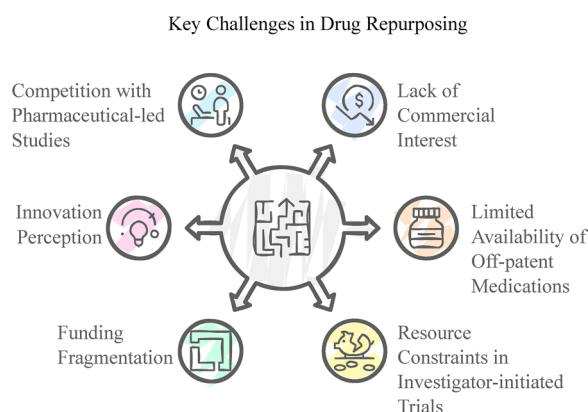 Key Challenges in Drug Repurposing
Competition with
Pharmaceutical-led
Studies
Lack of
Commercial
Interest
Innovation
Perception
Limited
Availability of
Off-patent
Medications
Funding
Fragmentation
Resource
Constraints in
Investigator-initiated
Trials
$